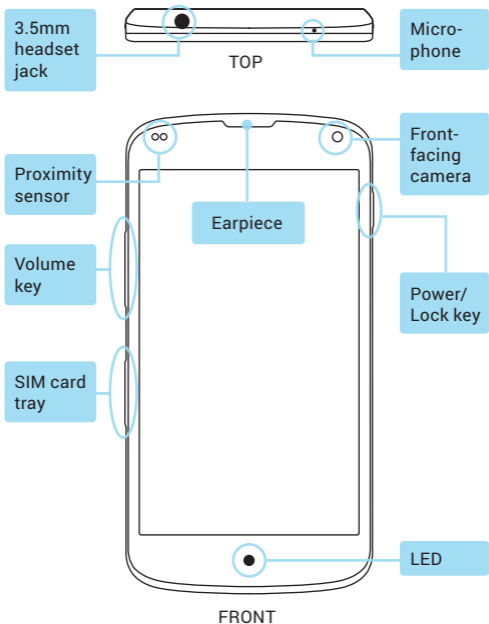 3.5mm
headset
jack
Micro-
phone
TOP
Front-
facing
camera
Proximity
sensor
Earpiece
Volume
key
Power/
Lock key
SIM card
tray
LED
FRONT